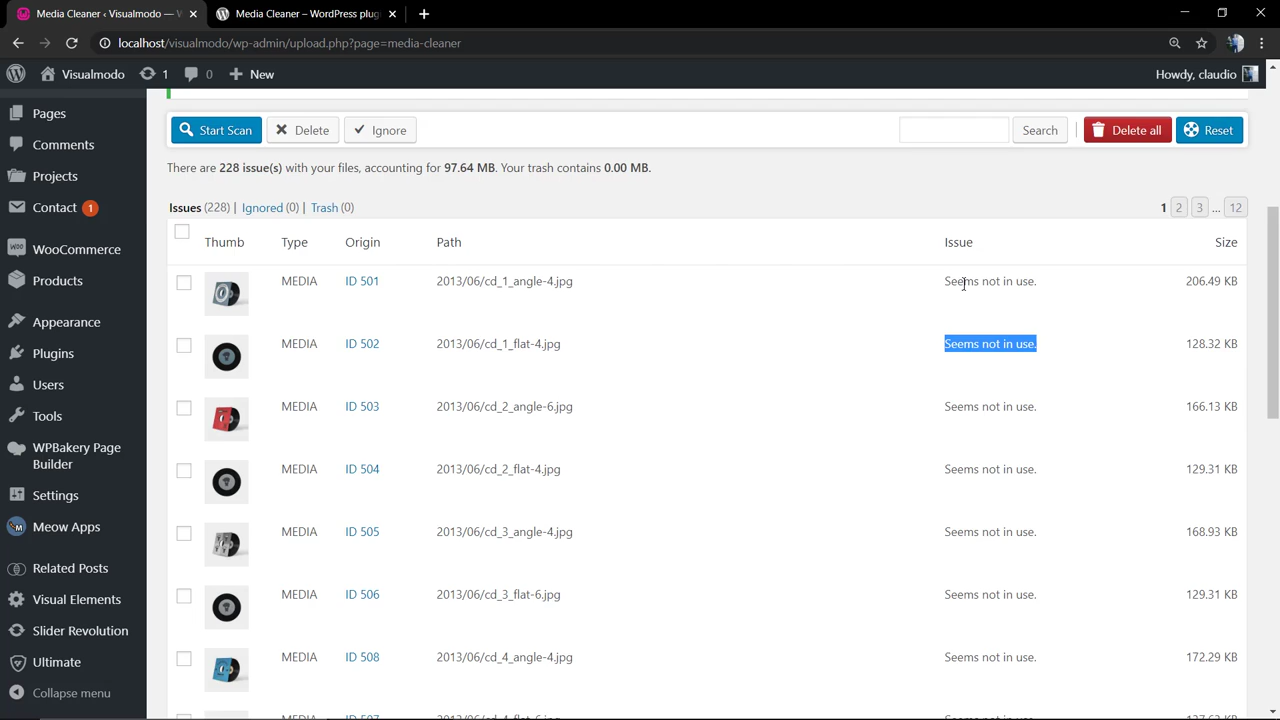 Media Cleaner ‹ Visualmodo — W
Media Cleaner – WordPress plug
localhost/visualmodo/wp-admin/upload.php?page=media-cleaner
Visualmodo
1
0
New
Howdy, claudio
Pages
Comments
Projects
Contact 1
WooCommerce
Products
Appearance
Plugins
Users
Tools
WPBakery Page
Builder
Settings
Meow Apps
Related Posts
Visual Elements
Slider Revolution
Ultimate
Collapse menu
Start Scan
Delete
Ignore
Search
|
Delete all
Reset
There are 228 issue(s) with your files, accounting for 97.64 MB. Your trash contains 0.00 MB.
Issues (228) | Ignored (0) | Trash (0)
1 2 3 ... 12
Thumb Type Origin Path Issue Size
MEDIA ID 501 2013/06/cd_1_angle-4.jpg Seems not in use. 206.49 KB
MEDIA ID 502 2013/06/cd_1_flat-4.jpg Seems not in use. 128.32 KB
MEDIA ID 503 2013/06/cd_2_angle-6.jpg Seems not in use. 166.13 KB
MEDIA ID 504 2013/06/cd_2_flat-4.jpg Seems not in use. 129.31 KB
MEDIA ID 505 2013/06/cd_3_angle-4.jpg Seems not in use. 168.93 KB
MEDIA ID 506 2013/06/cd_3_flat-6.jpg Seems not in use. 129.31 KB
MEDIA ID 508 2013/06/cd_4_angle-4.jpg Seems not in use. 172.29 KB